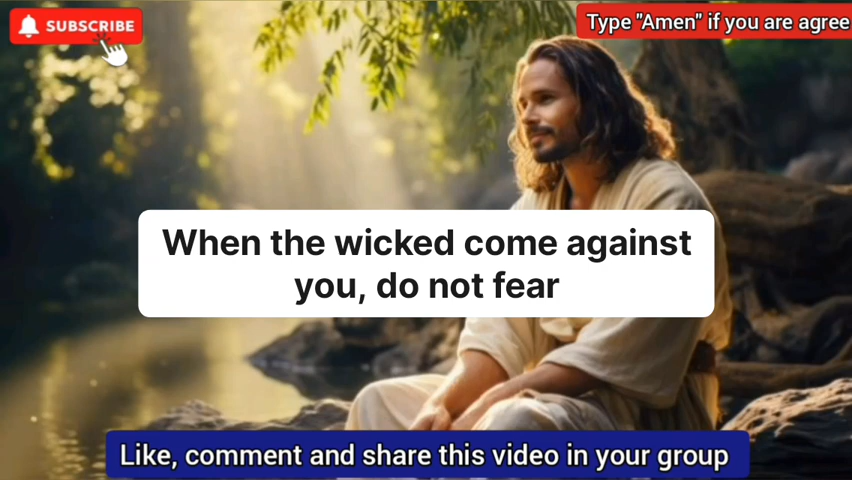 SUBSCRIBE
Type "Amen" if you are agree
When the wicked come against
you, do not fear
Like, comment and share this video in your group